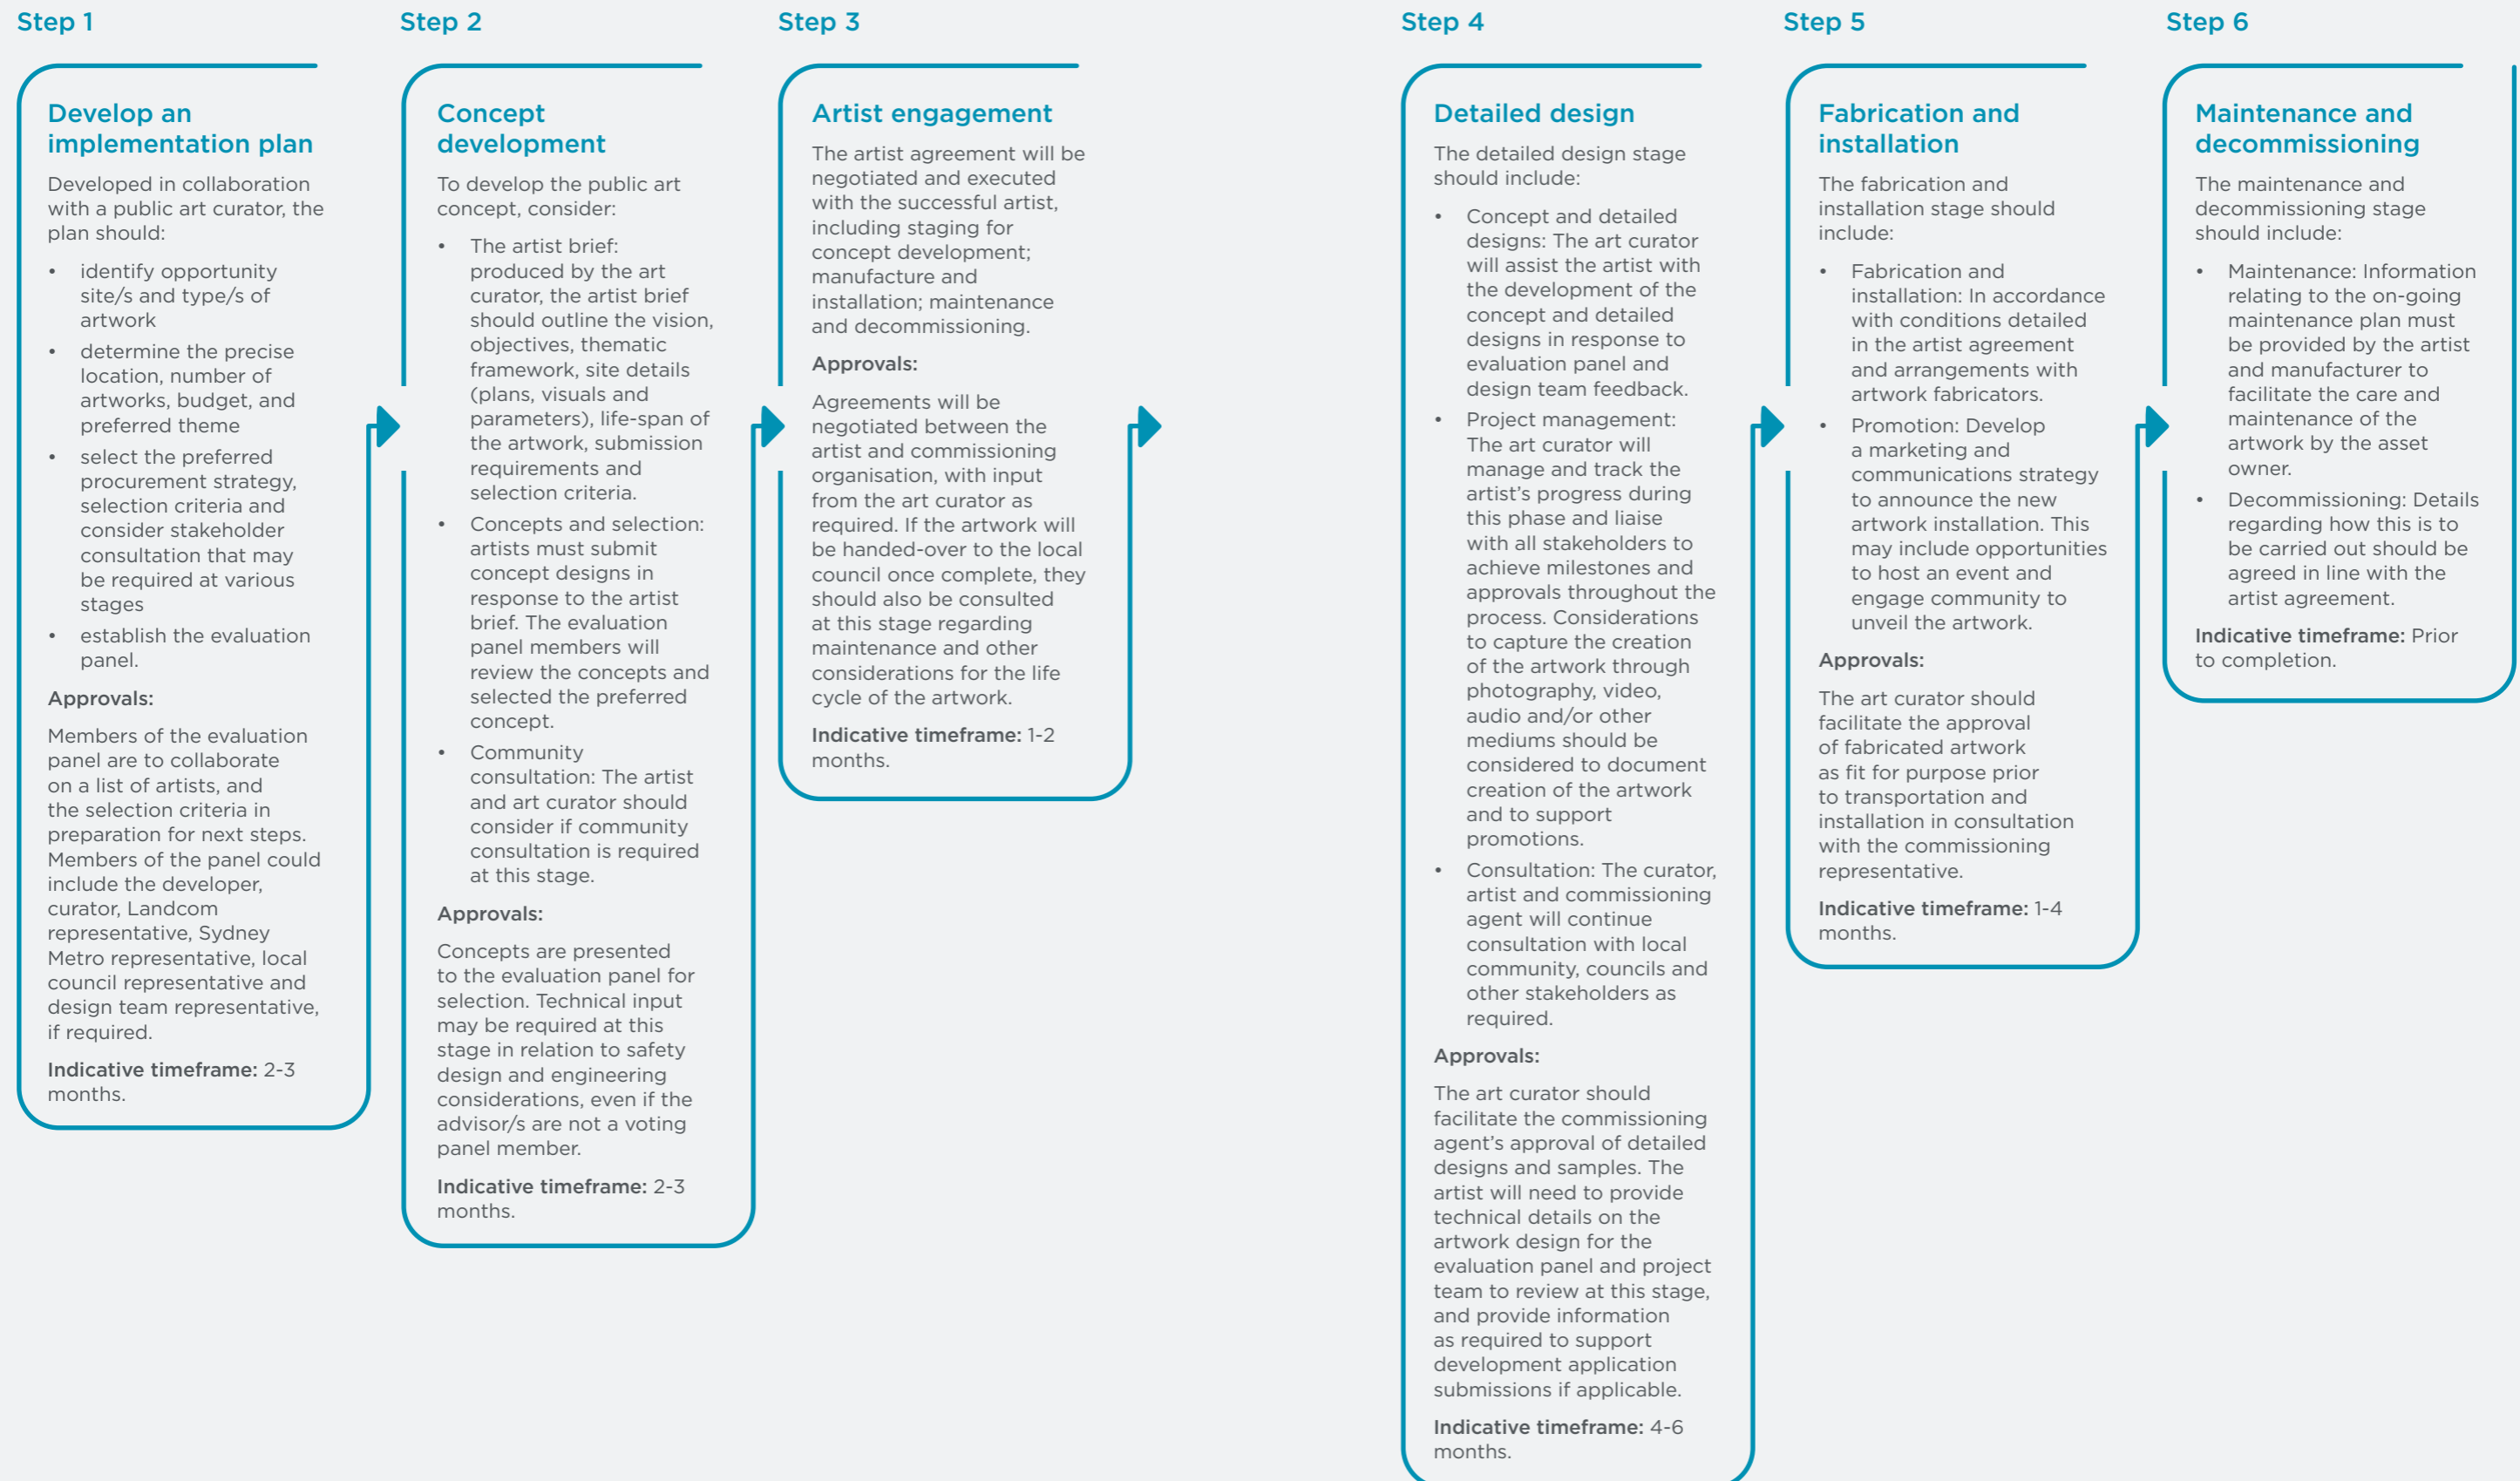 Step 1
Develop an
implementation plan
Developed in collaboration
with a public art curator, the
plan should:
• identify opportunity
site/s and type/s of
artwork
• determine the precise
location, number of
artworks, budget, and
preferred theme
• select the preferred
procurement strategy,
selection criteria and
consider stakeholder
consultation that may
be required at various
stages
• establish the evaluation
panel.
Approvals:
Members of the evaluation
panel are to collaborate
on a list of artists, and
the selection criteria in
preparation for next steps.
Members of the panel could
include the developer,
curator, Landcom
representative, Sydney
Metro representative, local
council representative and
design team representative,
if required.
Indicative timeframe: 2-3
months.
Step 2
Concept
development
To develop the public art
concept, consider:
• The artist brief:
produced by the art
curator, the artist brief
should outline the vision,
objectives, thematic
framework, site details
(plans, visuals and
parameters), life-span of
the artwork, submission
requirements and
selection criteria.
• Concepts and selection:
artists must submit
concept designs in
response to the artist
brief. The evaluation
panel members will
review the concepts and
selected the preferred
concept.
• Community
consultation: The artist
and art curator should
consider if community
consultation is required
at this stage.
Approvals:
Concepts are presented
to the evaluation panel for
selection. Technical input
may be required at this
stage in relation to safety
design and engineering
considerations, even if the
advisor/s are not a voting
panel member.
Indicative timeframe: 2-3
months.
Step 3
Artist engagement
The artist agreement will be
negotiated and executed
with the successful artist,
including staging for
concept development;
manufacture and
installation; maintenance
and decommissioning.
Approvals:
Agreements will be
negotiated between the
artist and commissioning
organisation, with input
from the art curator as
required. If the artwork will
be handed-over to the local
council once complete, they
should also be consulted
at this stage regarding
maintenance and other
considerations for the life
cycle of the artwork.
Indicative timeframe: 1-2
months.
Step 4
Detailed design
The detailed design stage
should include:
• Concept and detailed
designs: The art curator
will assist the artist with
the development of the
concept and detailed
designs in response to
evaluation panel and
design team feedback.
• Project management:
The art curator will
manage and track the
artist's progress during
this phase and liaise
with all stakeholders to
achieve milestones and
approvals throughout the
process. Considerations
to capture the creation
of the artwork through
photography, video,
audio and/or other
mediums should be
considered to document
creation of the artwork
and to support
promotions.
• Consultation: The curator,
artist and commissioning
agent will continue
consultation with local
community, councils and
other stakeholders as
required.
Approvals:
The art curator should
facilitate the commissioning
agent's approval of detailed
designs and samples. The
artist will need to provide
technical details on the
artwork design for the
evaluation panel and project
team to review at this stage,
and provide information
as required to support
development application
submissions if applicable.
Indicative timeframe: 4-6
months.
Step 5
Fabrication and
installation
The fabrication and
installation stage should
include:
• Fabrication and
installation: In accordance
with conditions detailed
in the artist agreement
and arrangements with
artwork fabricators.
• Promotion: Develop
a marketing and
communications strategy
to announce the new
artwork installation. This
may include opportunities
to host an event and
engage community to
unveil the artwork.
Approvals:
The art curator should
facilitate the approval
of fabricated artwork
as fit for purpose prior
to transportation and
installation in consultation
with the commissioning
representative.
Indicative timeframe: 1-4
months.
Step 6
Maintenance and
decommissioning
The maintenance and
decommissioning stage
should include:
• Maintenance: Information
relating to the on-going
maintenance plan must
be provided by the artist
and manufacturer to
facilitate the care and
maintenance of the
artwork by the asset
owner.
• Decommissioning: Details
regarding how this is to
be carried out should be
agreed in line with the
artist agreement.
Indicative timeframe: Prior
to completion.